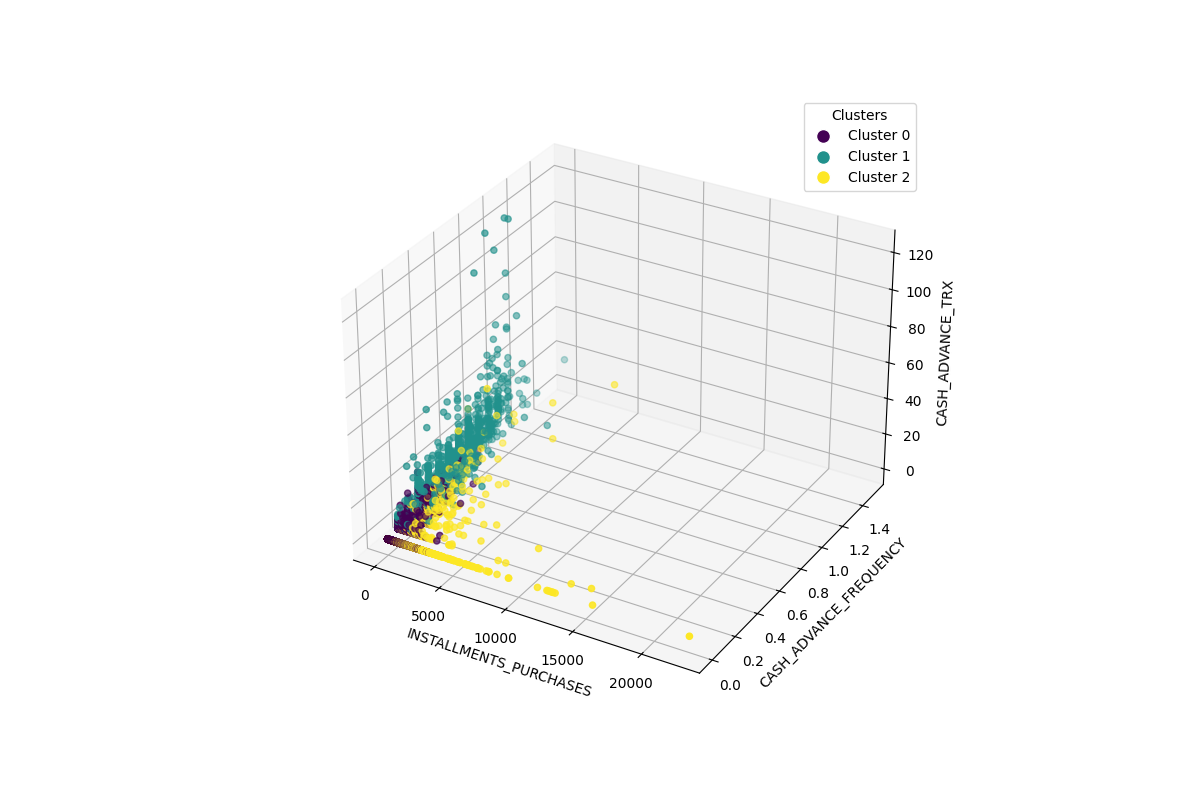 Clusters
Cluster 0
Cluster 1
Cluster 2
120
100
80
60
40
20
0
CASH_ADVANCE_TRX
1.4
1.2
1.0
0.8
0.6
0.4
0.2
0.0
CASH_ADVANCE_FREQUENCY
0
5000
10000
15000
20000
INSTALLMENTS_PURCHASES